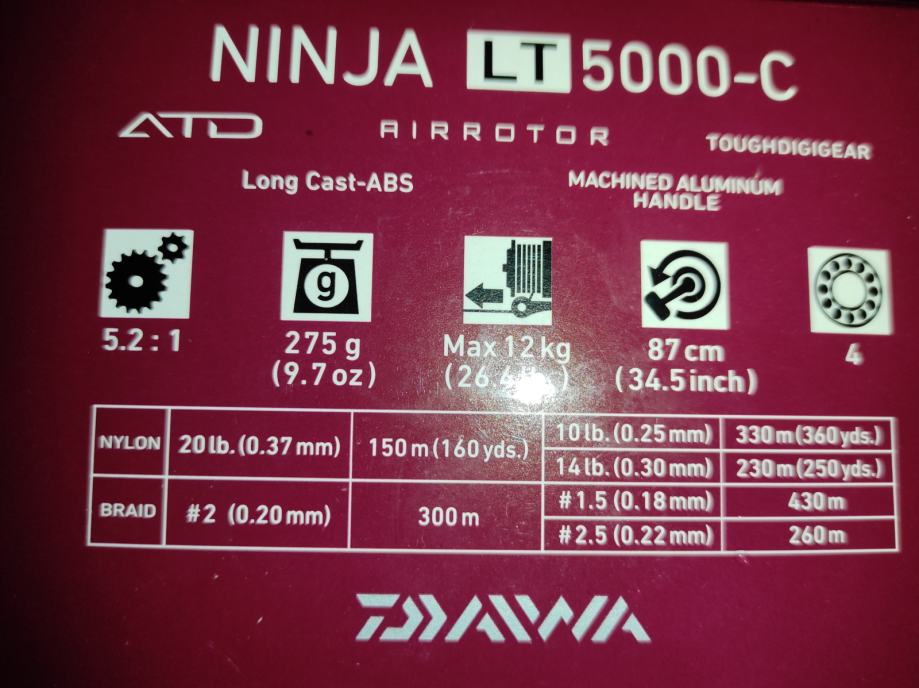 NINJA LT 5000-C
ATD AIRROTOR TOUGHDIGIGEAR
Long Cast-ABS MACHINED ALUMINUM HANDLE
g
5.2 : 1 275 g (9.7 oz) Max 12 kg 87 cm (34.5 inch) 4
NYLON 20 lb. (0.37 mm) 150 m (160 yds.) 10 lb. (0.25 mm) 330 m (360 yds.)
14 lb. (0.30 mm) 230 m (250 yds.)
BRAID #2 (0.20 mm) 300 m #1.5 (0.18 mm) 430 m
#2.5 (0.22 mm) 260 m
DAIWA